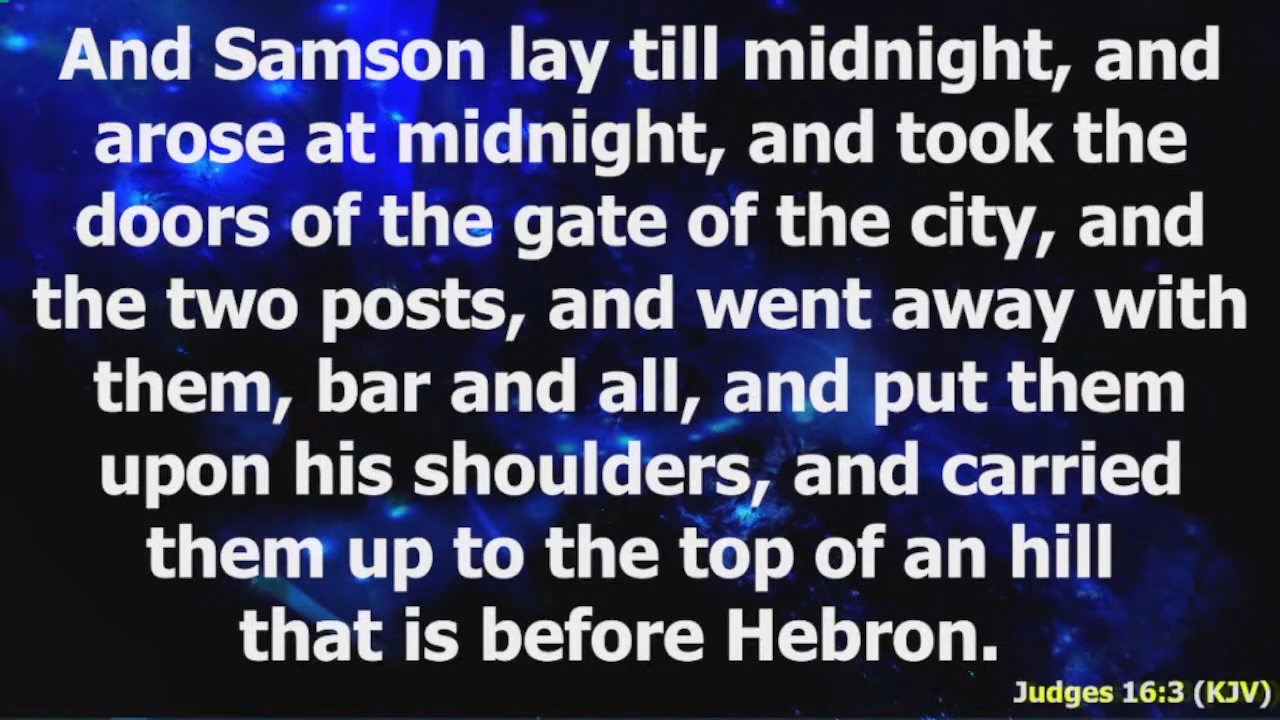 And Samson lay till midnight, and
arose at midnight, and took the
doors of the gate of the city, and
the two posts, and went away with
them, bar and all, and put them
upon his shoulders, and carried
them up to the top of an hill
that is before Hebron.
Judges 16:3 (KJV)